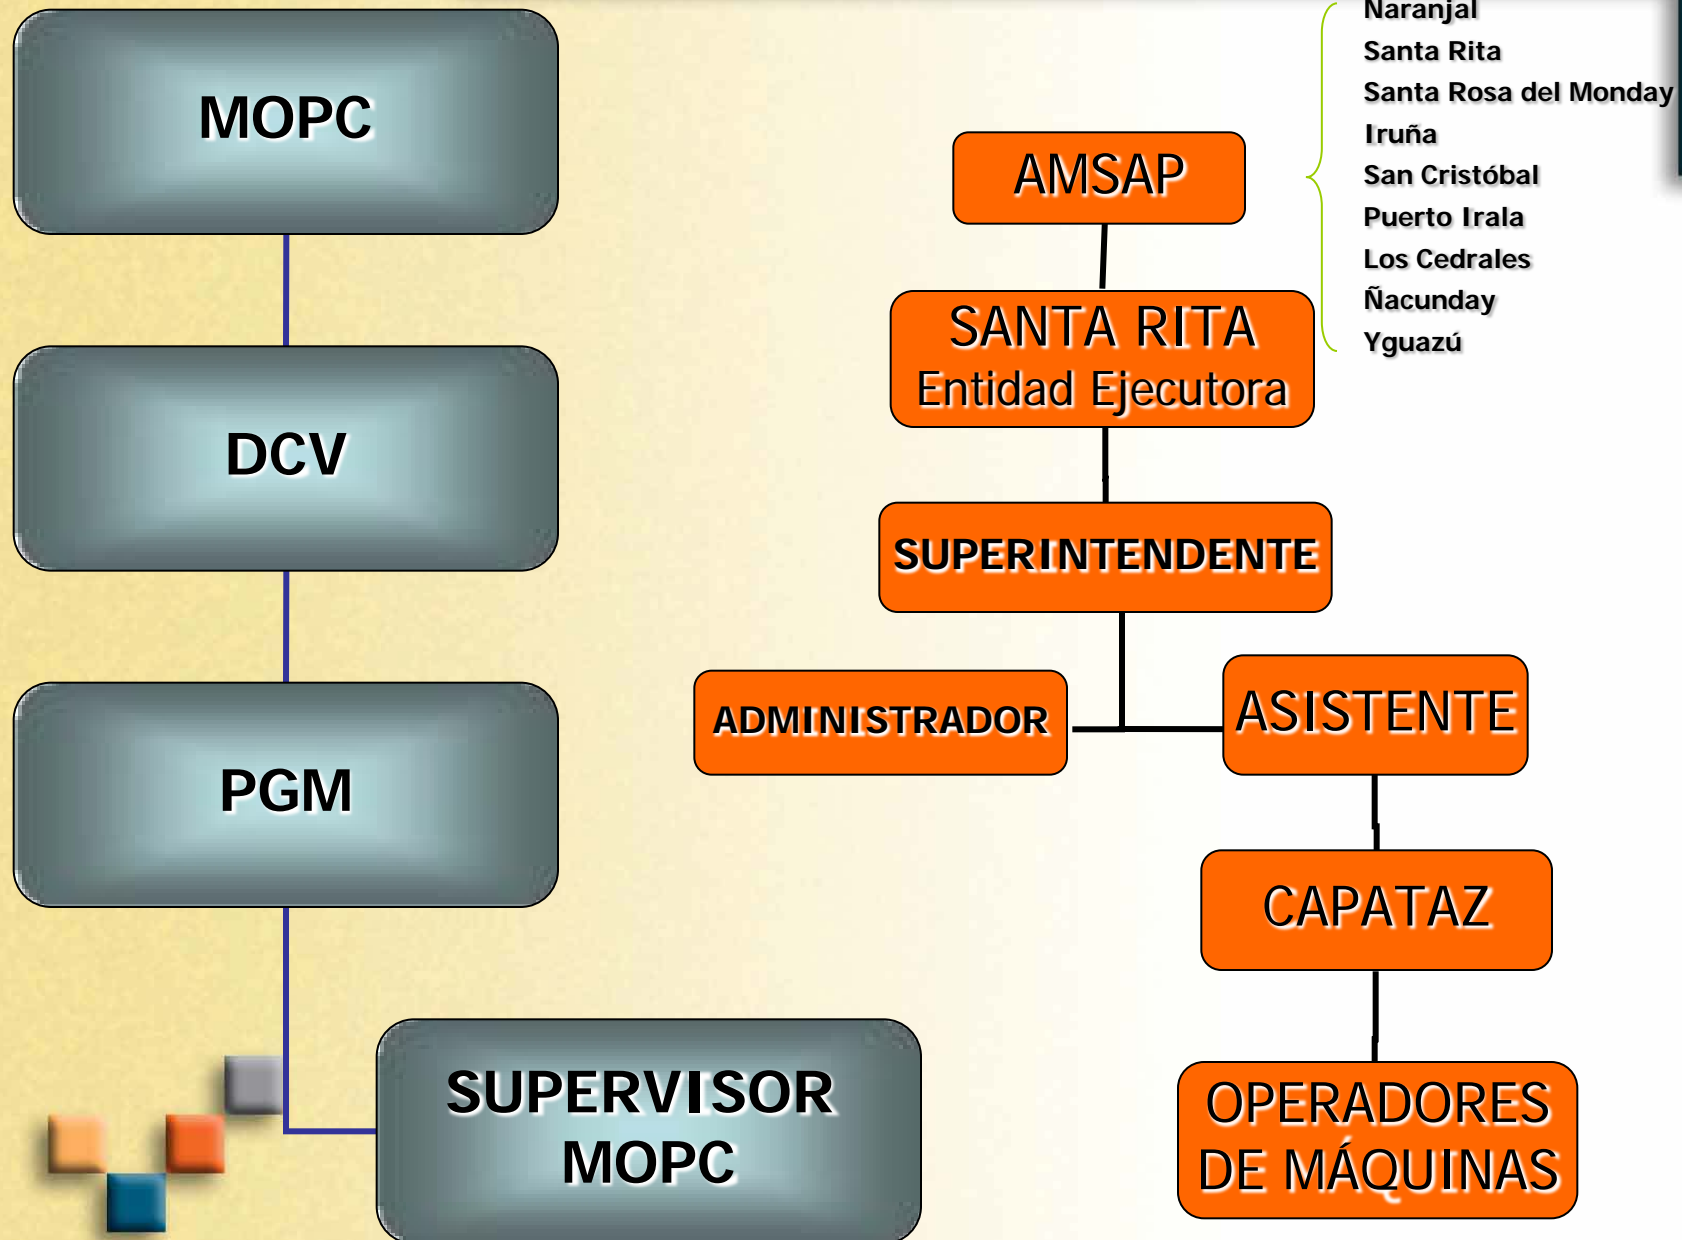 MOPC
DCV
PGM
SUPERVISOR
MOPC
AMSAP
SANTA RITA
Entidad Ejecutora
SUPERINTENDENTE
ADMINISTRADOR
ASISTENTE
CAPATAZ
OPERADORES
DE MÁQUINAS
Naranjal
Santa Rita
Santa Rosa del Monday
Iruña
San Cristóbal
Puerto Irala
Los Cedrales
Ñacunday
Yguazú